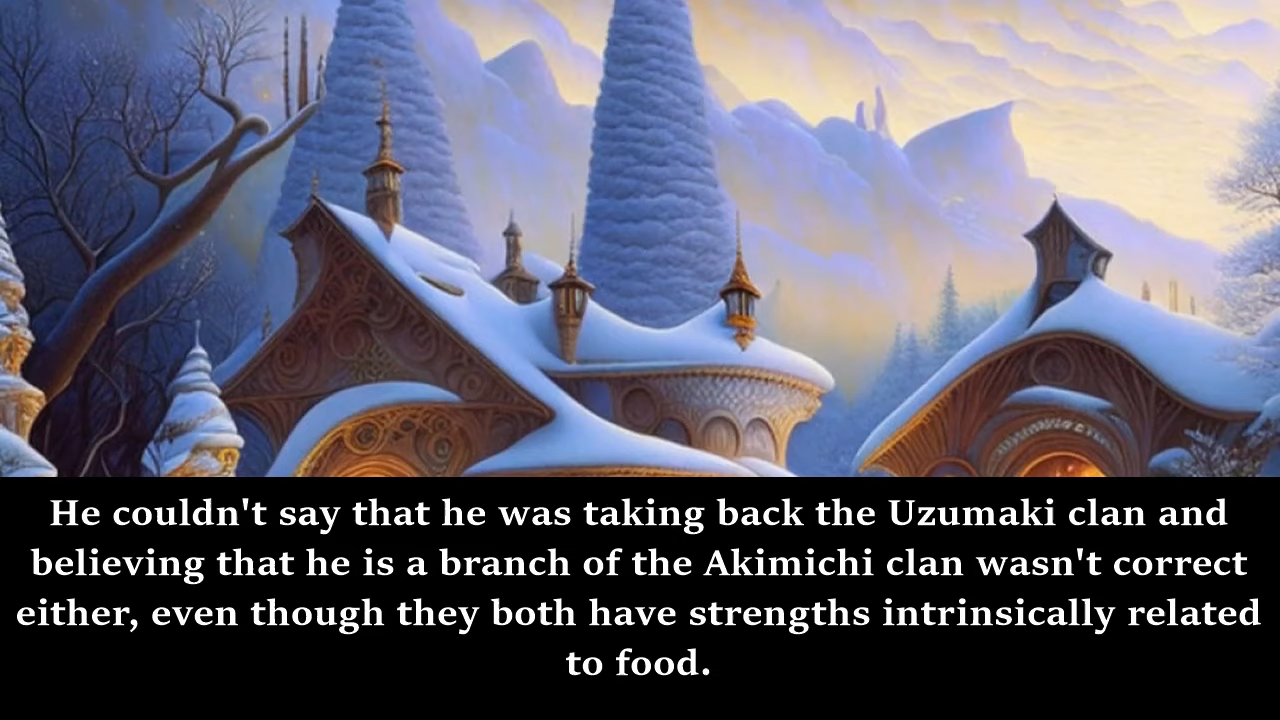 He couldn't say that he was taking back the Uzumaki clan and
believing that he is a branch of the Akimichi clan wasn't correct
either, even though they both have strengths intrinsically related
to food.